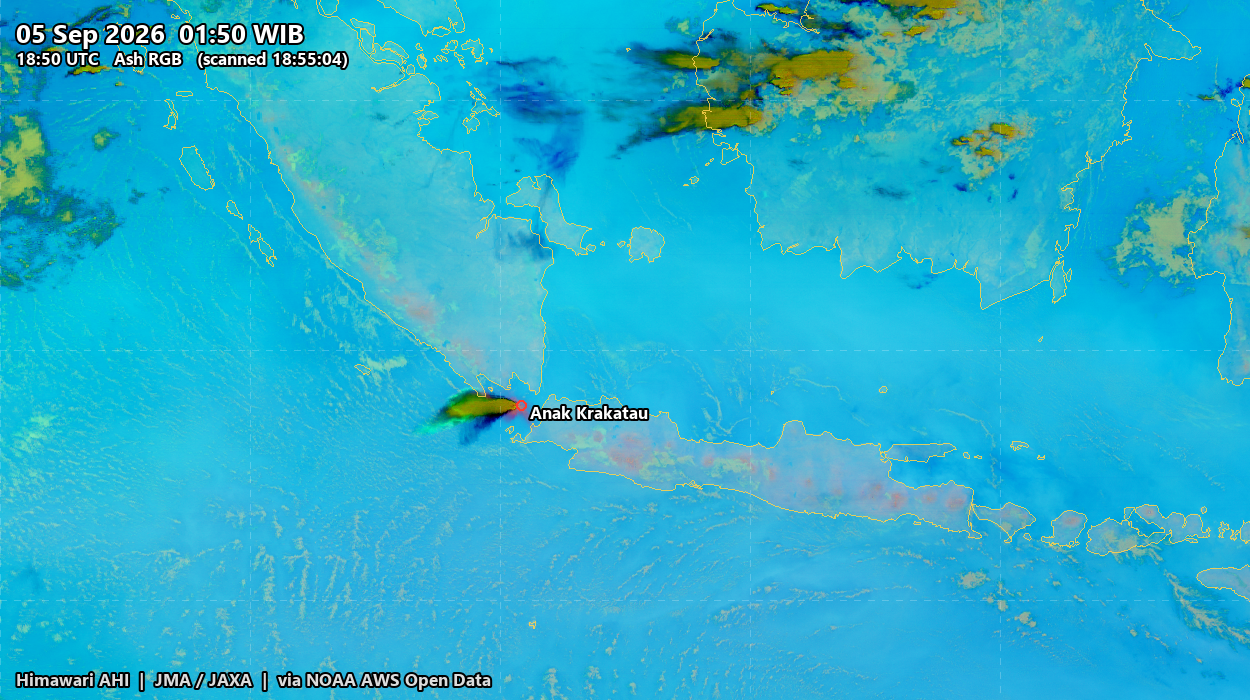 05 Sep 2026  01:50 WIB
18:50 UTC   Ash RGB   (scanned 18:55:04)
Anak Krakatau
Himawari AHI  |  JMA / JAXA  |  via NOAA AWS Open Data